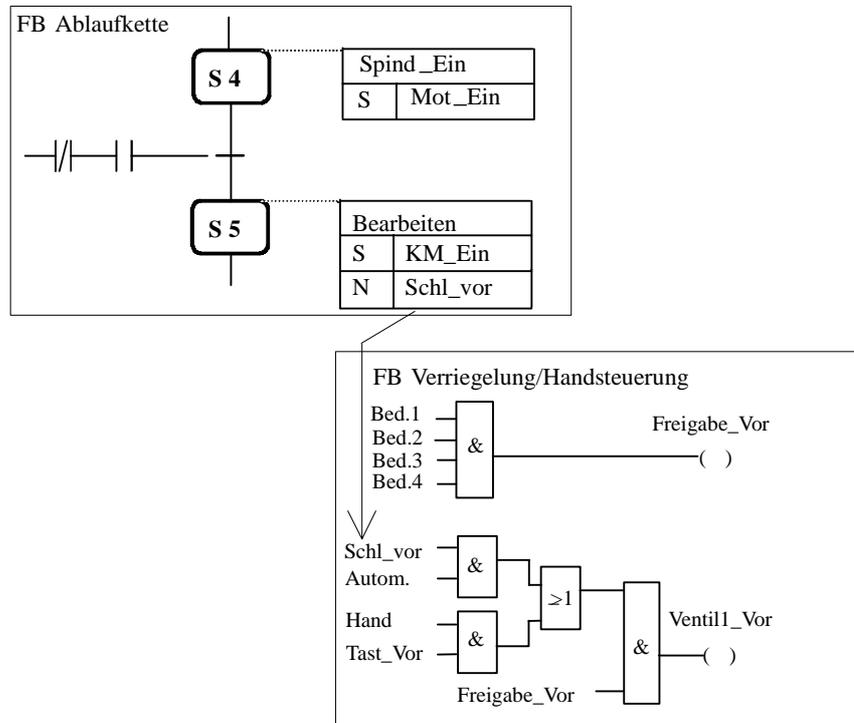 FB Ablaufkette
S 4
Spind_Ein
S Mot_Ein
S 5
Bearbeiten
S KM_Ein
N Schl_vor
FB Verriegelung/Handsteuerung
Bed.1
Bed.2
Bed.3
Bed.4
&
Freigabe_Vor
( )
Schl_vor
Autom.
&
≥1
Hand
Tast_Vor
&
Freigabe_Vor
&
Ventil1_Vor
( )